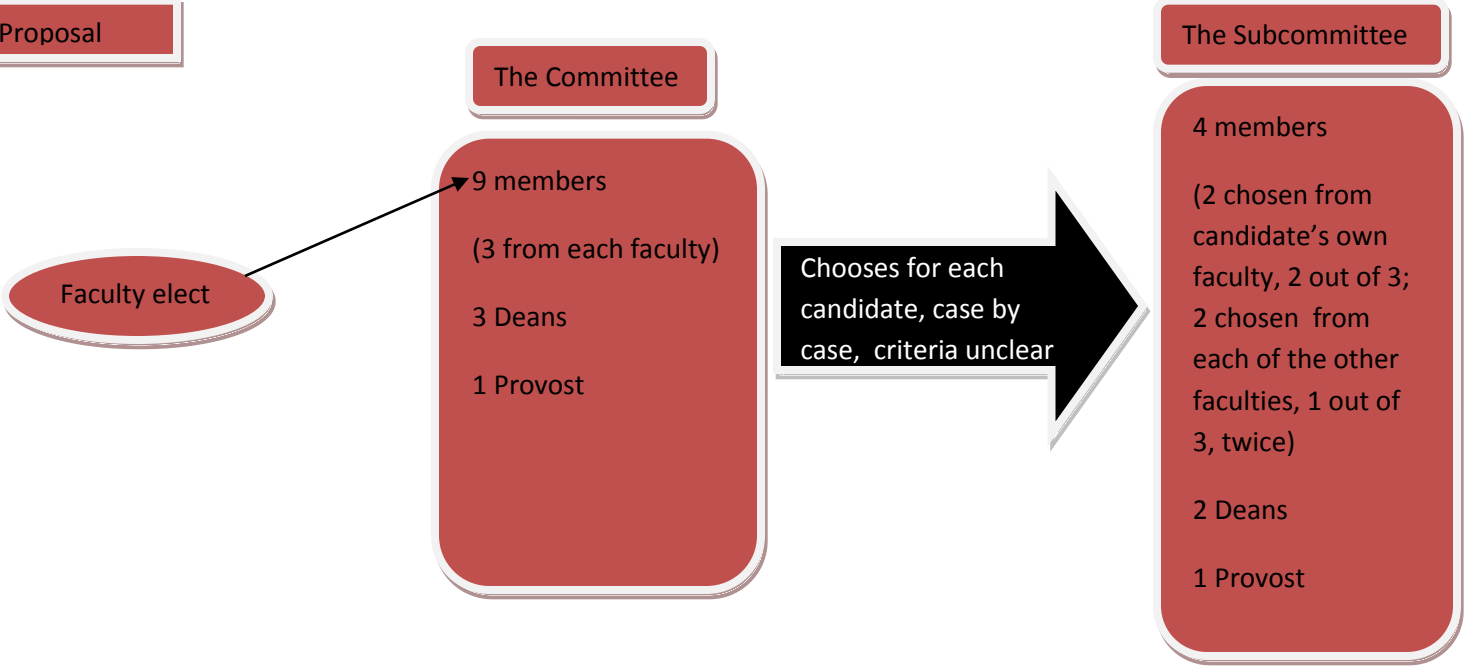 Proposal
The Committee
The Subcommittee
Faculty elect
9 members
(3 from each faculty)
3 Deans
1 Provost
Chooses for each
candidate, case by
case, criteria unclear
4 members
(2 chosen from
candidate’s own
faculty, 2 out of 3;
2 chosen from
each of the other
faculties, 1 out of
3, twice)
2 Deans
1 Provost